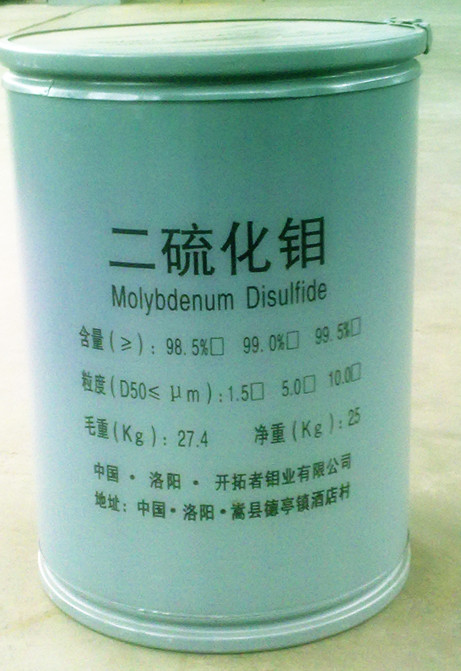 二硫化钼
Molybdenum Disulfide
含量(≥): 98.5%□ 99.0%□ 99.5%□
粒度(D50≤ μm):1.5□ 5.0□ 10.0□
毛重(Kg): 27.4 净重(Kg):25
中国·洛阳·开拓者钼业有限公司
地址: 中国·洛阳·嵩县德亭镇酒店村